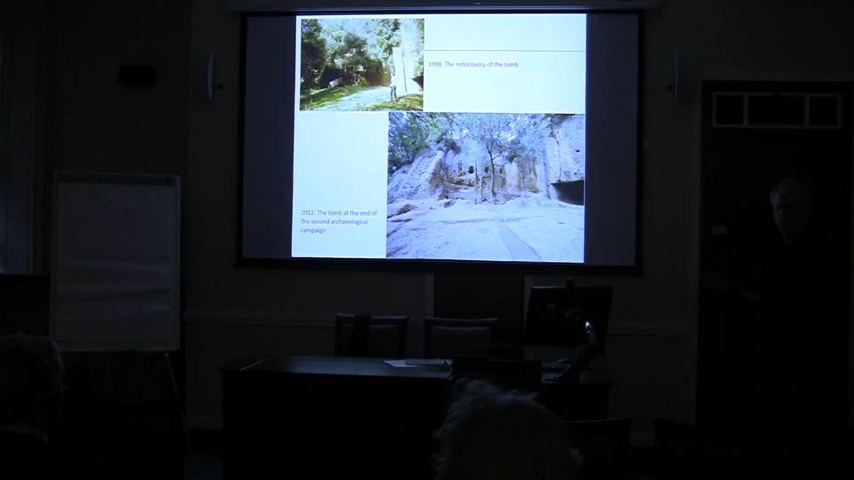 1998. The rediscovery of the tomb
2012. The tomb at the end of
the second archaeological
campaign